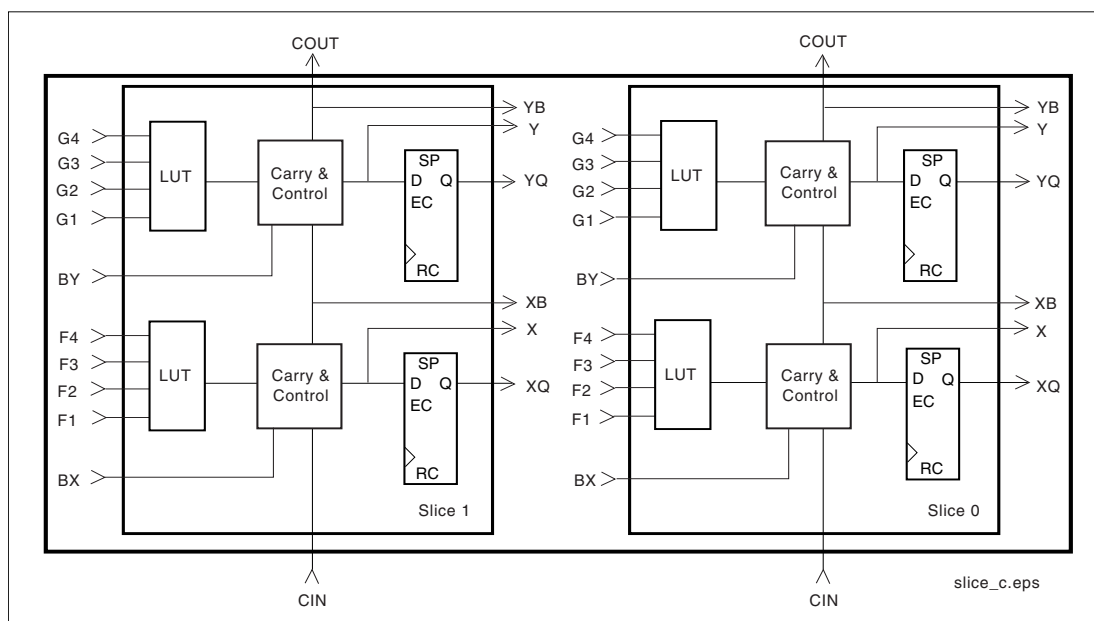 COUT
COUT
YB
Y
G4
G3
G2
G1
LUT
Carry &
Control
SP
D Q
EC
RC
YQ
BY
XB
X
F4
F3
F2
F1
LUT
Carry &
Control
SP
D Q
EC
RC
XQ
BX
Slice 1
CIN
YB
Y
G4
G3
G2
G1
LUT
Carry &
Control
SP
D Q
EC
RC
YQ
BY
XB
X
F4
F3
F2
F1
LUT
Carry &
Control
SP
D Q
EC
RC
XQ
BX
Slice 0
CIN
slice_c.eps